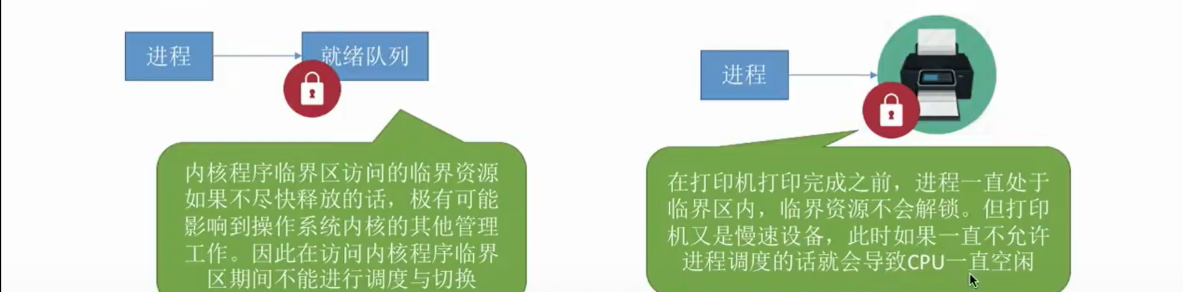 进程
就绪队列
内核程序临界区访问的临界资源
如果不尽快释放的话，极有可能
影响到操作系统内核的其他管理
工作。因此在访问内核程序临界
区期间不能进行调度与切换
进程
在打印机打印完成之前，进程一直处于
临界区内，临界资源不会解锁。但打印
机又是慢速设备，此时如果一直不允许
进程调度的话就会导致CPU一直空闲